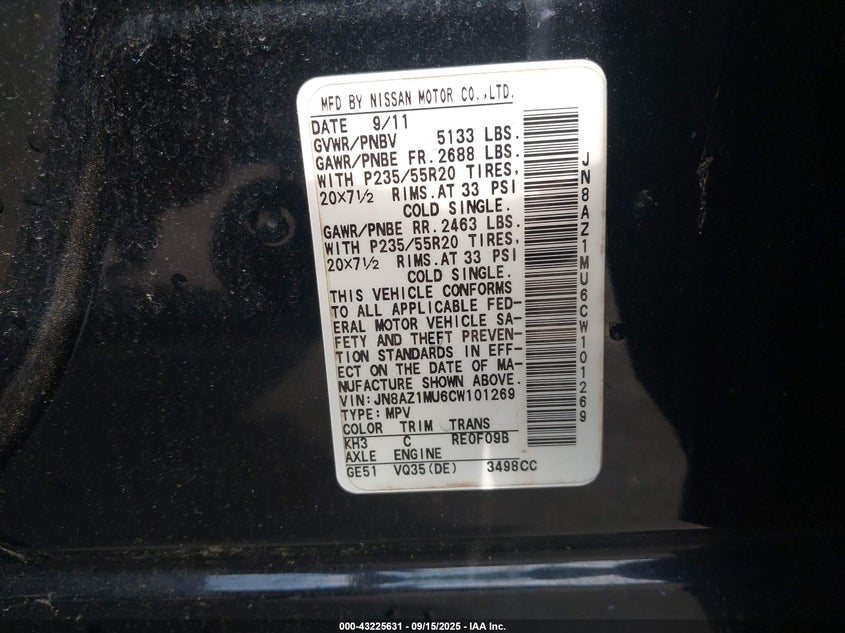 MFD BY NISSAN MOTOR CO.,LTD.
DATE 9/11
GVWR/PNBV 5133 LBS.
GAWR/PNBE FR. 2688 LBS.
WITH P235/55R20 TIRES,
20×7½ RIMS. AT 33 PSI
COLD SINGLE.
GAWR/PNBE RR. 2463 LBS.
WITH P235/55R20 TIRES,
20×7½ RIMS. AT 33 PSI
COLD SINGLE.
THIS VEHICLE CONFORMS
TO ALL APPLICABLE FED-
ERAL MOTOR VEHICLE SA-
FETY AND THEFT PREVEN-
TION STANDARDS IN EFF-
ECT ON THE DATE OF MA-
NUFACTURE SHOWN ABOVE.
VIN: JN8AZ1MU6CW101269
TYPE: MPV
COLOR TRIM TRANS
KH3 C RE0F09B
AXLE ENGINE
GE51 VQ35(DE) 3498CC
JN8AZ1MU6CW101269
000-43225631 - 09/15/2025 - IAA Inc.